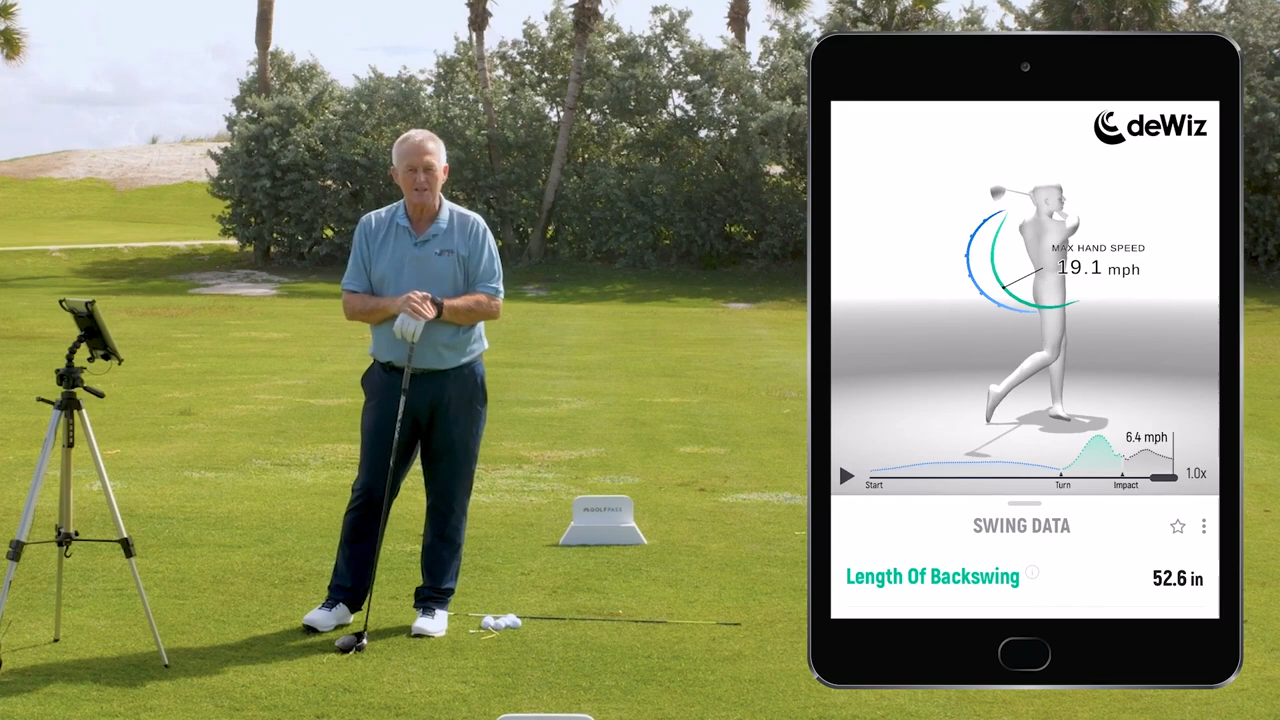 deWiz
MAX HAND SPEED
19.1 mph
6.4 mph
1.0x
Start
Turn
Impact
SWING DATA
Length Of Backswing
52.6 in
GOLFPASS